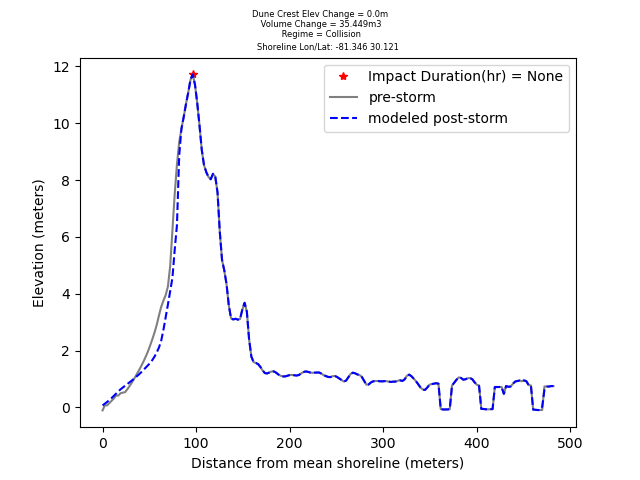 Dune Crest Elev Change = 0.0m
Volume Change = 35.449m3
Regime = Collision
Shoreline Lon/Lat: -81.346 30.121
Impact Duration(hr) = None
pre-storm
modeled post-storm
12
10
8
6
4
2
0
Elevation (meters)
0 100 200 300 400 500
Distance from mean shoreline (meters)